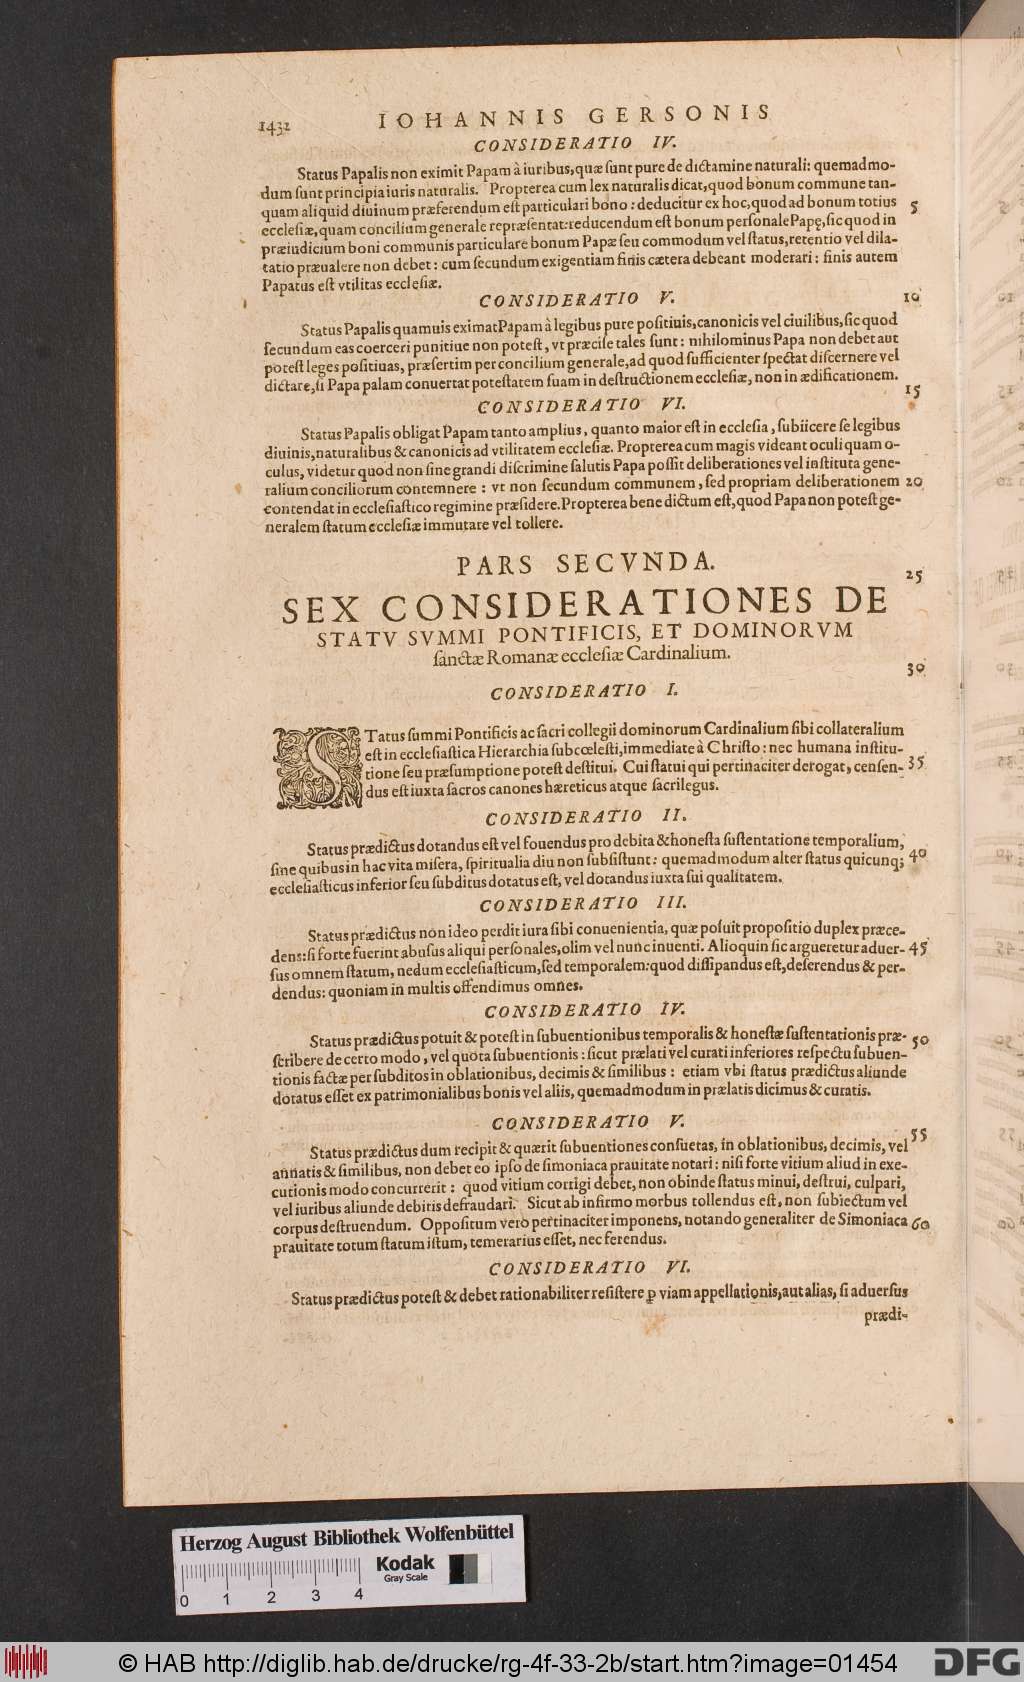 1432 IOHANNIS GERSONIS
CONSIDERATIO IV.
Status Papalis non eximit Papam à iuribus, quæ sunt pure de dictamine naturali: quemadmo-
dum sunt principia iuris naturalis. Propterea cum lex naturalis dicat, quod bonum commune tan-
quam aliquid diuinum præferendum est particulari bono: deducitur ex hoc, quod ad bonum totius 5
ecclesiæ, quam concilium generale repræsentat: reducendum est bonum personale Papę, sic quod in
præiudicium boni communis particulare bonum Papæ seu commodum vel status, retentio vel dila-
tatio præualere non debet: cum secundum exigentiam finis cætera debeant moderari: finis autem
Papatus est vtilitas ecclesiæ.
CONSIDERATIO V. 10
Status Papalis quamuis eximat Papam à legibus pure positiuis, canonicis vel ciuilibus, sic quod
secundum eas coerceri punitiue non potest, vt præcise tales sunt: nihilominus Papa non debet aut
potest leges positiuas, præsertim per concilium generale, ad quod sufficienter spectat discernere vel
dictare, si Papa palam conuertat potestatem suam in destructionem ecclesiæ, non in ædificationem.
CONSIDERATIO VI. 15
Status Papalis obligat Papam tanto amplius, quanto maior est in ecclesia, subiicere se legibus
diuinis, naturalibus & canonicis ad vtilitatem ecclesiæ. Propterea cum magis videant oculi quam o-
culus, videtur quod non sine grandi discrimine salutis Papa possit deliberationes vel instituta gene-
ralium conciliorum contemnere: vt non secundum communem, sed propriam deliberationem 20
contendat in ecclesiastico regimine præsidere. Propterea bene dictum est, quod Papa non potest ge-
neralem statum ecclesiæ immutare vel tollere.
PARS SECVNDA.
25
SEX CONSIDERATIONES DE
STATV SVMMI PONTIFICIS, ET DOMINORVM
sanctæ Romanæ ecclesiæ Cardinalium.
30
CONSIDERATIO I.
STatus summi Pontificis ac sacri collegii dominorum Cardinalium sibi collateralium
est in ecclesiastica Hierarchia subcœlesti, immediate à Christo: nec humana institu-
tione seu præsumptione potest destitui. Cui statui qui pertinaciter derogat, censen- 35
dus est iuxta sacros canones hæreticus atque sacrilegus.
CONSIDERATIO II.
Status prædictus dotandus est vel fouendus pro debita & honesta sustentatione temporalium,
sine quibus in hac vita misera, spiritualia diu non subsistunt: quemadmodum alter status quicunq; 40
ecclesiasticus inferior seu subditus dotatus est, vel dotandus iuxta sui qualitatem.
CONSIDERATIO III.
Status prædictus non ideo perdit iura sibi conuenientia, quæ posuit propositio duplex præce-
dens: si forte fuerint abusus aliqui personales, olim vel nunc inuenti. Alioquin sic argueretur aduer- 45
sus omnem statum, nedum ecclesiasticum, sed temporalem: quod dissipandus est, deserendus & per-
dendus: quoniam in multis offendimus omnes.
CONSIDERATIO IV.
Status prædictus potuit & potest in subuentionibus temporalis & honestæ sustentationis præ- 50
scribere de certo modo, vel quota subuentionis: sicut prælati vel curati inferiores respectu subuen-
tionis factæ per subditos in oblationibus, decimis & similibus: etiam vbi status prædictus aliunde
dotatus esset ex patrimonialibus bonis vel aliis, quemadmodum in prælatis dicimus & curatis.
CONSIDERATIO V.
55
Status prædictus dum recipit & quærit subuentiones consuetas, in oblationibus, decimis, vel
annatis & similibus, non debet eo ipso de simoniaca prauitate notari: nisi forte vitium aliud in exe-
cutionis modo concurrerit: quod vitium corrigi debet, non obinde status minui, destrui, culpari,
vel iuribus aliunde debitis defraudari. Sicut ab infirmo morbus tollendus est, non subiectum vel
corpus destruendum. Oppositum vero pertinaciter imponens, notando generaliter de Simoniaca 60
prauitate totum statum istum, temerarius esset, nec ferendus.
CONSIDERATIO VI.
Status prædictus potest & debet rationabiliter resistere ꝑ viam appellationis, aut alias, si aduersus
prædi-
Herzog August Bibliothek Wolfenbüttel
Kodak
Gray Scale
0 1 2 3 4
© HAB http://diglib.hab.de/drucke/rg-4f-33-2b/start.htm?image=01454
DFG